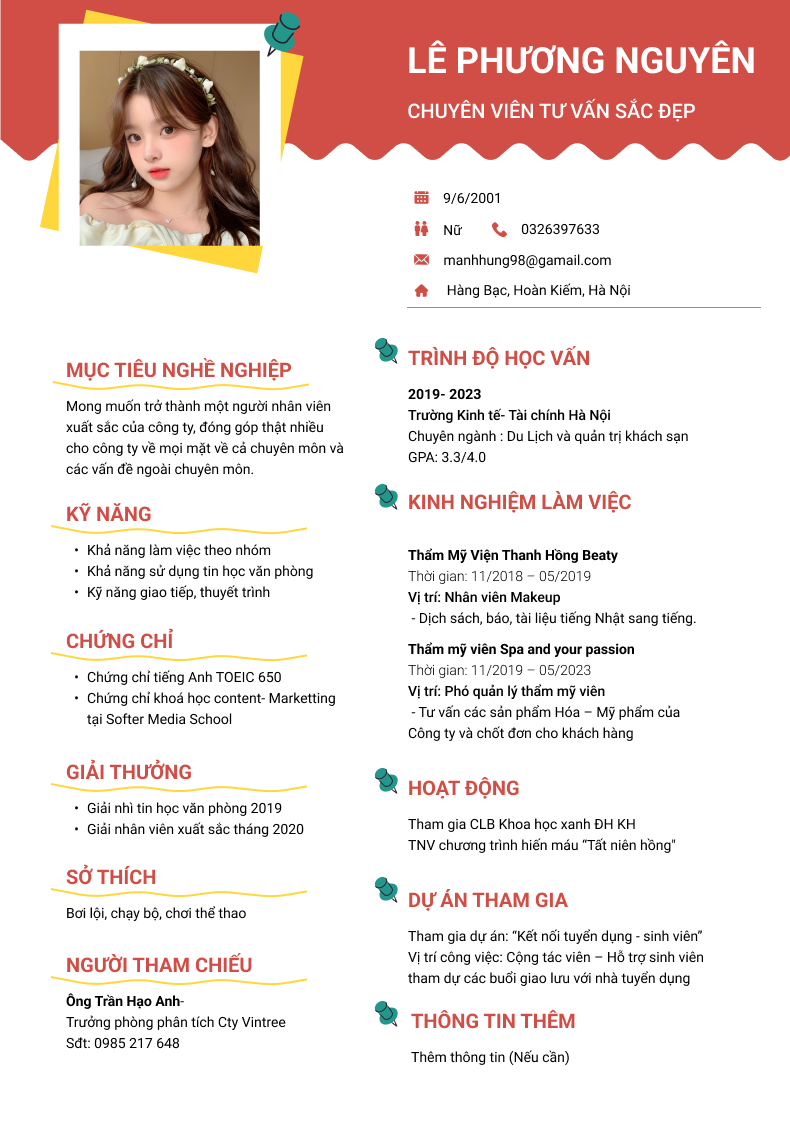 LÊ PHƯƠNG NGUYÊN
CHUYÊN VIÊN TƯ VẤN SẮC ĐẸP
9/6/2001
Nữ 0326397633
manhhung98@gamail.com
Hàng Bạc, Hoàn Kiếm, Hà Nội
MỤC TIÊU NGHỀ NGHIỆP
Mong muốn trở thành một người nhân viên
xuất sắc của công ty, đóng góp thật nhiều
cho công ty về mọi mặt về cả chuyên môn và
các vấn đề ngoài chuyên môn.
KỸ NĂNG
• Khả năng làm việc theo nhóm
• Khả năng sử dụng tin học văn phòng
• Kỹ năng giao tiếp, thuyết trình
CHỨNG CHỈ
• Chứng chỉ tiếng Anh TOEIC 650
• Chứng chỉ khoá học content- Marketting
tại Softer Media School
GIẢI THƯỞNG
• Giải nhì tin học văn phòng 2019
• Giải nhân viên xuất sắc tháng 2020
SỞ THÍCH
Bơi lội, chạy bộ, chơi thể thao
NGƯỜI THAM CHIẾU
Ông Trần Hạo Anh-
Trưởng phòng phân tích Cty Vintree
Sđt: 0985 217 648
TRÌNH ĐỘ HỌC VẤN
2019- 2023
Trường Kinh tế- Tài chính Hà Nội
Chuyên ngành : Du Lịch và quản trị khách sạn
GPA: 3.3/4.0
KINH NGHIỆM LÀM VIỆC
Thẩm Mỹ Viện Thanh Hồng Beaty
Thời gian: 11/2018 – 05/2019
Vị trí: Nhân viên Makeup
- Dịch sách, báo, tài liệu tiếng Nhật sang tiếng.
Thẩm mỹ viên Spa and your passion
Thời gian: 11/2019 – 05/2023
Vị trí: Phó quản lý thẩm mỹ viên
- Tư vấn các sản phẩm Hóa – Mỹ phẩm của
Công ty và chốt đơn cho khách hàng
HOẠT ĐỘNG
Tham gia CLB Khoa học xanh ĐH KH
TNV chương trình hiến máu “Tất niên hồng"
DỰ ÁN THAM GIA
Tham gia dự án: “Kết nối tuyển dụng - sinh viên”
Vị trí công việc: Cộng tác viên – Hỗ trợ sinh viên
tham dự các buổi giao lưu với nhà tuyển dụng
THÔNG TIN THÊM
Thêm thông tin (Nếu cần)